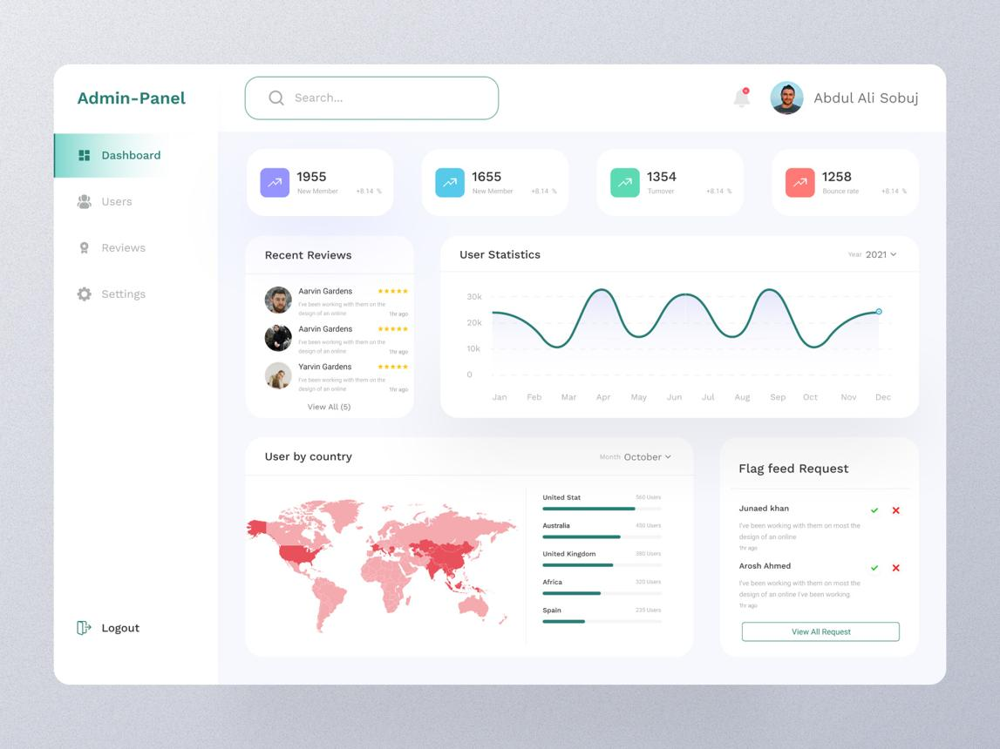 Admin-Panel
Search...
Abdul Ali Sobuj
Dashboard
Users
Reviews
Settings
Logout
1955
New Member +8.14 %
1655
New Member +8.14 %
1354
Turnover +8.14 %
1258
Bounce rate +8.14 %
Recent Reviews
Aarvin Gardens
I've been working with them on the
design of an online 1hr ago
Aarvin Gardens
I've been working with them on the
design of an online 1hr ago
Yarvin Gardens
I've been working with them on the
design of an online 1hr ago
View All (5)
User Statistics
Year 2021
30k
20k
10k
0
Jan Feb Mar Apr May Jun Jul Aug Sep Oct Nov Dec
User by country
Month October
United Stat 560 Users
Australia 450 Users
United Kingdom 380 Users
Africa 320 Users
Spain 235 Users
Flag feed Request
Junaed khan
I've been working with them on most the
design of an online
1hr ago
Arosh Ahmed
I've been working with them on most the
design of an online I've been working.
1hr ago
View All Request